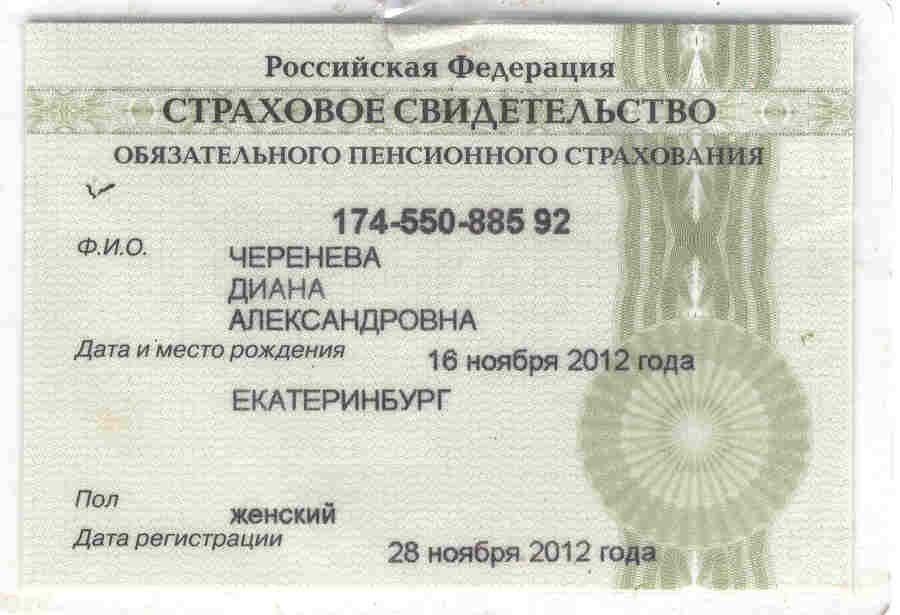 Российская Федерация
СТРАХОВОЕ СВИДЕТЕЛЬСТВО
ОБЯЗАТЕЛЬНОГО ПЕНСИОННОГО СТРАХОВАНИЯ
174-550-885 92
Ф.И.О.
ЧЕРЕНЕВА
ДИАНА
АЛЕКСАНДРОВНА
Дата и место рождения 16 ноября 2012 года
ЕКАТЕРИНБУРГ
Пол женский
Дата регистрации 28 ноября 2012 года